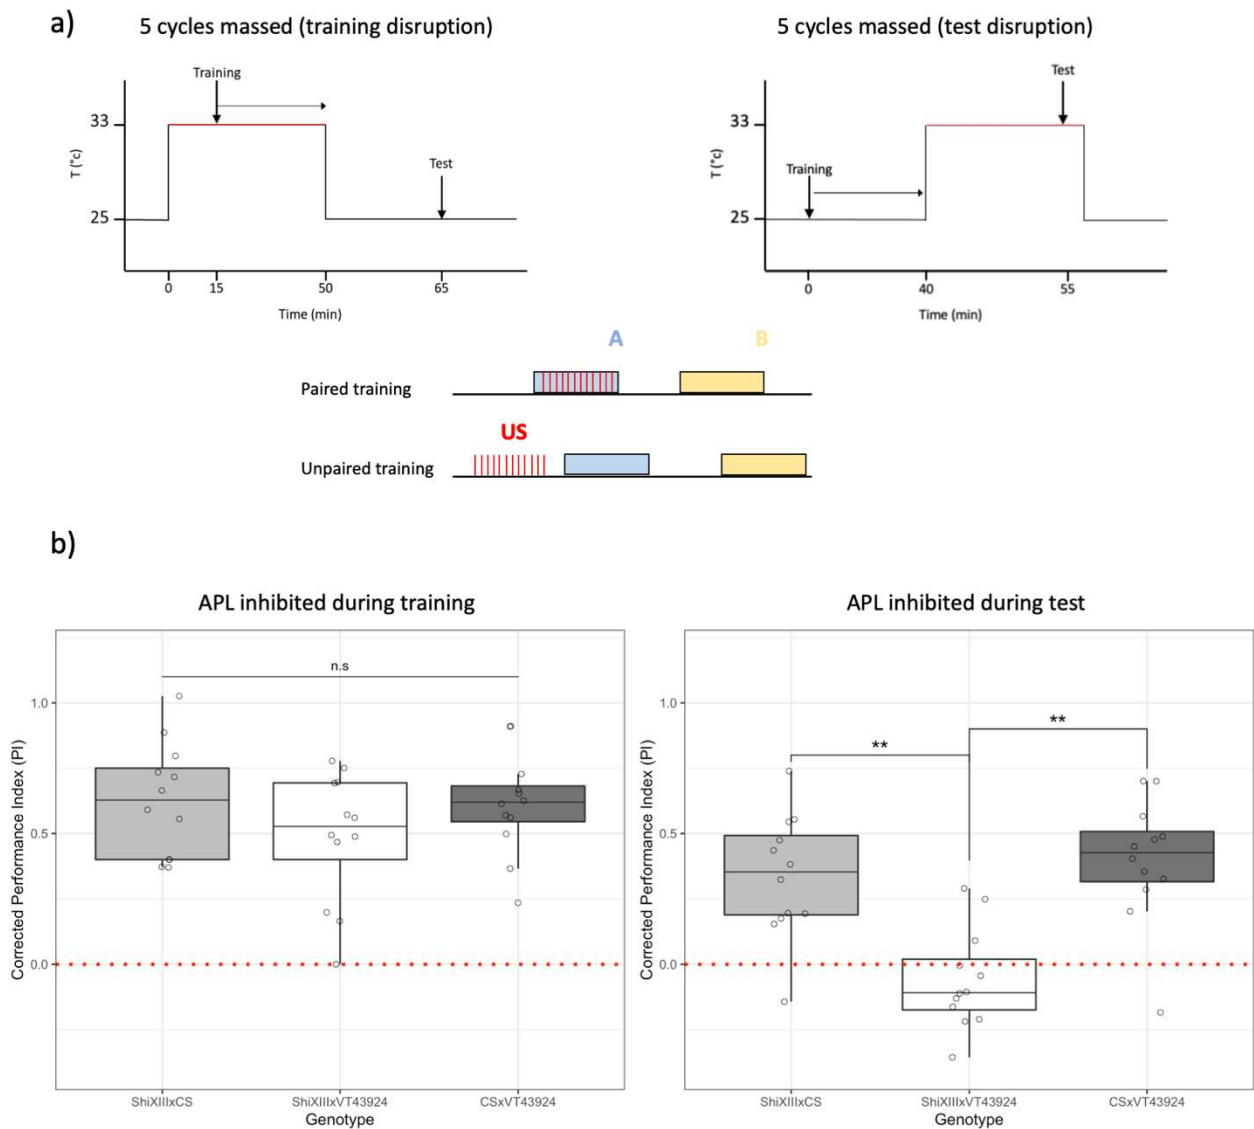 a)
5 cycles massed (training disruption)
5 cycles massed (test disruption)
Training
33
T (°c)
25
Test
0 15 50 65
Time (min)
Test
33
T (°c)
Training
25
0 40 55
Time (min)
A B
Paired training
US
Unpaired training
b)
APL inhibited during training
n.s
Corrected Performance Index (PI)
1.0
0.5
0.0
ShiXIIIxCS ShiXIIIxVT43924 CSxVT43924
Genotype
APL inhibited during test
**
**
Corrected Performance Index (PI)
1.0
0.5
0.0
ShiXIIIxCS ShiXIIIxVT43924 CSxVT43924
Genotype